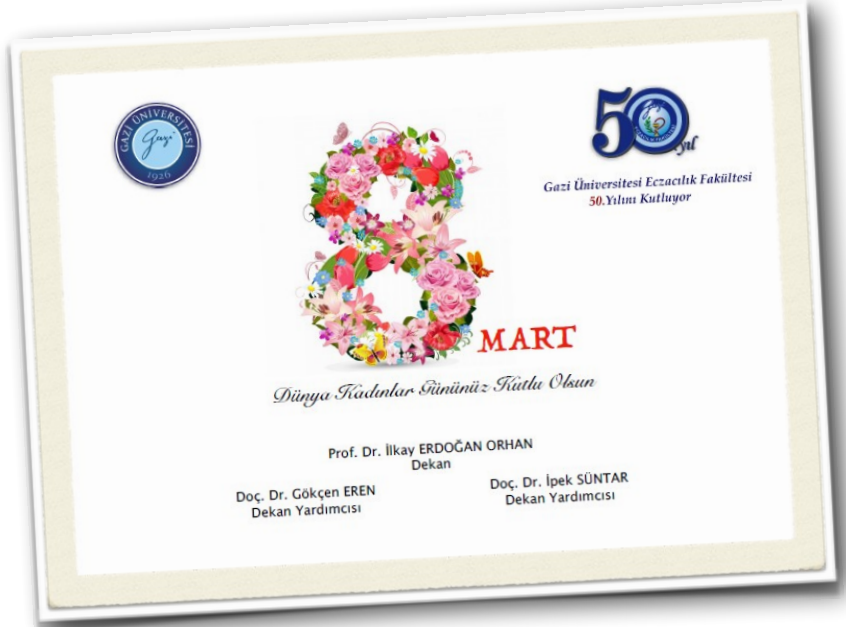 GAZİ ÜNİVERSİTESİ
Gazi
1926
50.yıl
Gazi Üniversitesi Eczacılık Fakültesi
50.Yılını Kutluyor
8
MART
Dünya Kadınlar Gününüz Kutlu Olsun
Prof. Dr. İlkay ERDOĞAN ORHAN
Dekan
Doç. Dr. Gökçen EREN
Dekan Yardımcısı
Doç. Dr. İpek SÜNTAR
Dekan Yardımcısı